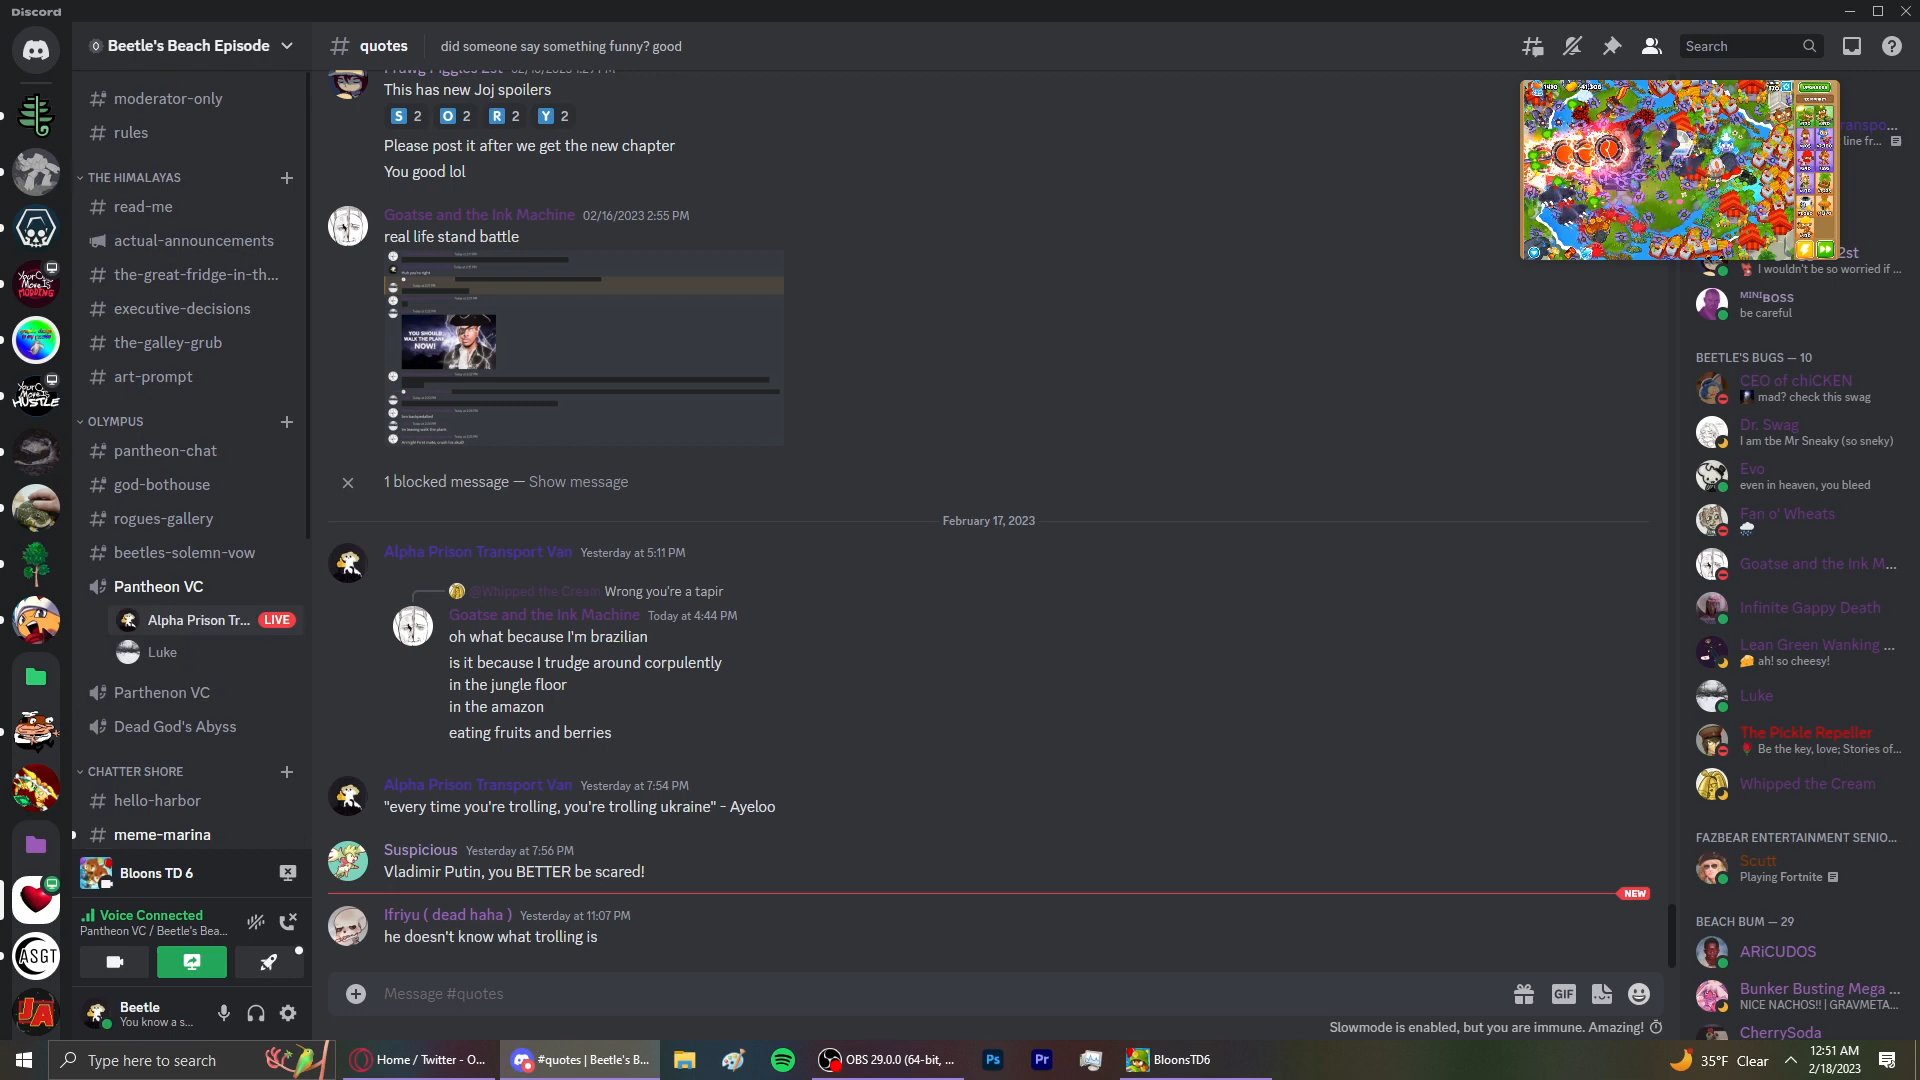 Discord
Beetle's Beach Episode
moderator-only
rules
THE HIMALAYAS
read-me
actual-announcements
the-great-fridge-in-th...
executive-decisions
the-galley-grub
art-prompt
OLYMPUS
pantheon-chat
god-bothouse
rogues-gallery
beetles-solemn-vow
Pantheon VC
Alpha Prison Tr... LIVE
Luke
Parthenon VC
Dead God's Abyss
CHATTER SHORE
hello-harbor
meme-marina
Bloons TD 6
Voice Connected
Pantheon VC / Beetle's Bea...
Beetle
You know a s...
quotes did someone say something funny? good
Search
This has new Joj spoilers
S 2 O 2 R 2 Y 2
Please post it after we get the new chapter
You good lol
Goatse and the Ink Machine 02/16/2023 2:55 PM
real life stand battle
YOU SHOULD
WALK THE PLANK
NOW!
1 blocked message — Show message
February 17, 2023
Alpha Prison Transport Van Yesterday at 5:11 PM
@Whipped the Cream Wrong you're a tapir
Goatse and the Ink Machine Today at 4:44 PM
oh what because I'm brazilian
is it because I trudge around corpulently
in the jungle floor
in the amazon
eating fruits and berries
Alpha Prison Transport Van Yesterday at 7:54 PM
"every time you're trolling, you're trolling ukraine" - Ayeloo
Suspicious Yesterday at 7:56 PM
Vladimir Putin, you BETTER be scared!
NEW
Ifriyu ( dead haha ) Yesterday at 11:07 PM
he doesn't know what trolling is
Message #quotes
GIF
Slowmode is enabled, but you are immune. Amazing!
ranspo...
line fr...
2st
I wouldn't be so worried if ...
MINIBOSS
be careful
BEETLE'S BUGS — 10
CEO of chiCKEN
mad? check this swag
Dr. Swag
I am tbe Mr Sneaky (so sneky)
Evo
even in heaven, you bleed
Fan o' Wheats
Goatse and the Ink M...
Infinite Gappy Death
Lean Green Wanking ...
ah! so cheesy!
Luke
The Pickle Repeller
Be the key, love; Stories of...
Whipped the Cream
FAZBEAR ENTERTAINMENT SENIO...
Scutt
Playing Fortnite
BEACH BUM — 29
ARiCUDOS
Bunker Busting Mega ...
NICE NACHOS!! | GRAVMETA...
CherrySoda
YourC
More is
MODDING
YourC
More is
HUSTLE
ASGT
JA
Type here to search
Home / Twitter - O...
#quotes | Beetle's B...
OBS 29.0.0 (64-bit, ...
Ps
Pr
BloonsTD6
35°F Clear
12:51 AM
2/18/2023